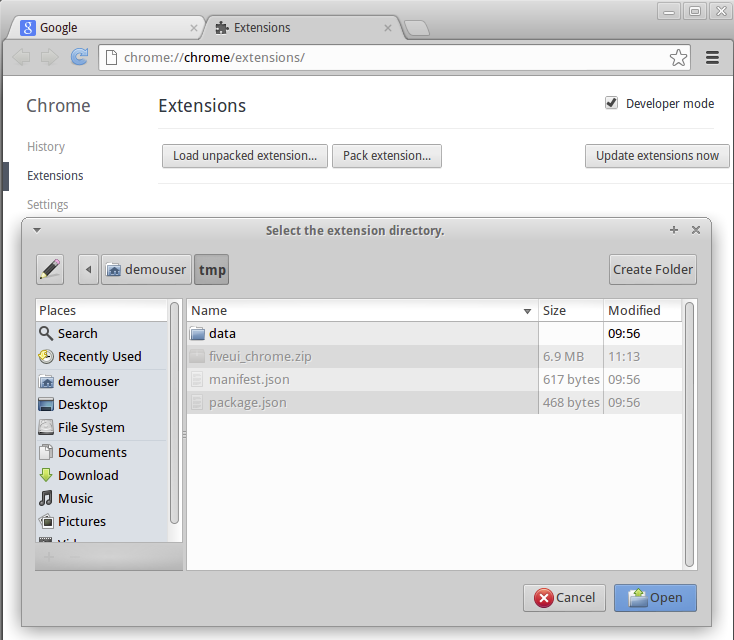 Google
Extensions
chrome://chrome/extensions/
Chrome
Extensions
Developer mode
History
Load unpacked extension...
Pack extension...
Update extensions now
Extensions
Settings
Select the extension directory.
demouser
tmp
Create Folder
Places
Name
Size
Modified
Search
data
09:56
Recently Used
fiveui_chrome.zip
6.9 MB
11:13
demouser
manifest.json
617 bytes
09:56
Desktop
package.json
468 bytes
09:56
File System
Documents
Download
Music
Pictures
Cancel
Open